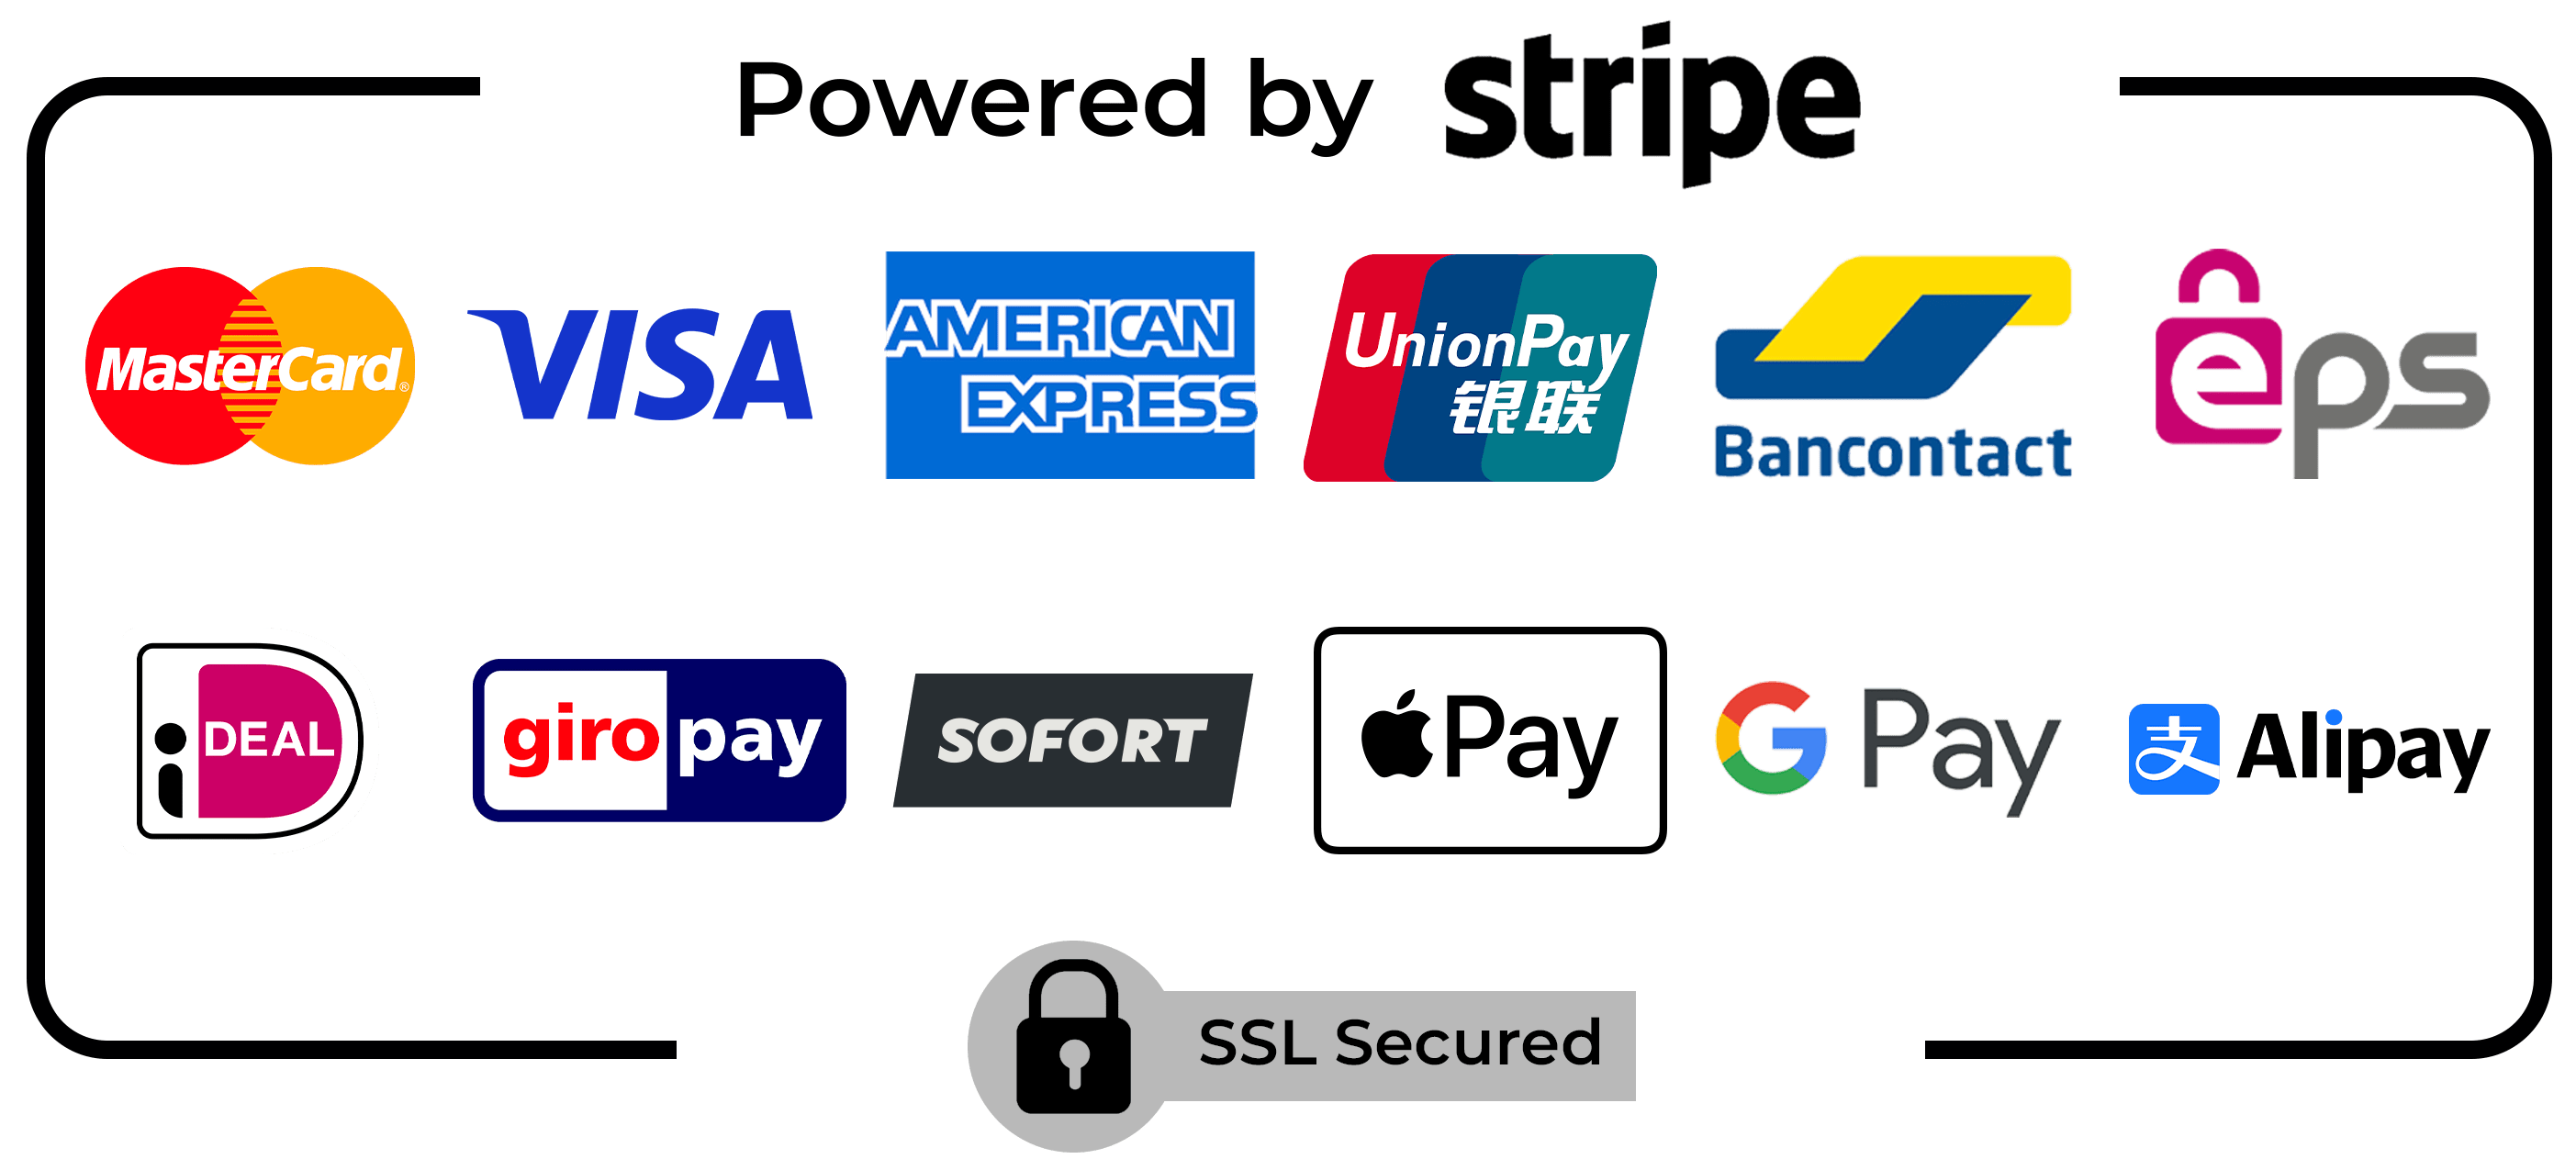 Powered by stripe
MasterCard®
VISA
AMERICAN
EXPRESS
UnionPay
银联
Bancontact
eps
iDEAL
giropay
SOFORT
Pay
G Pay
支 Alipay
SSL Secured